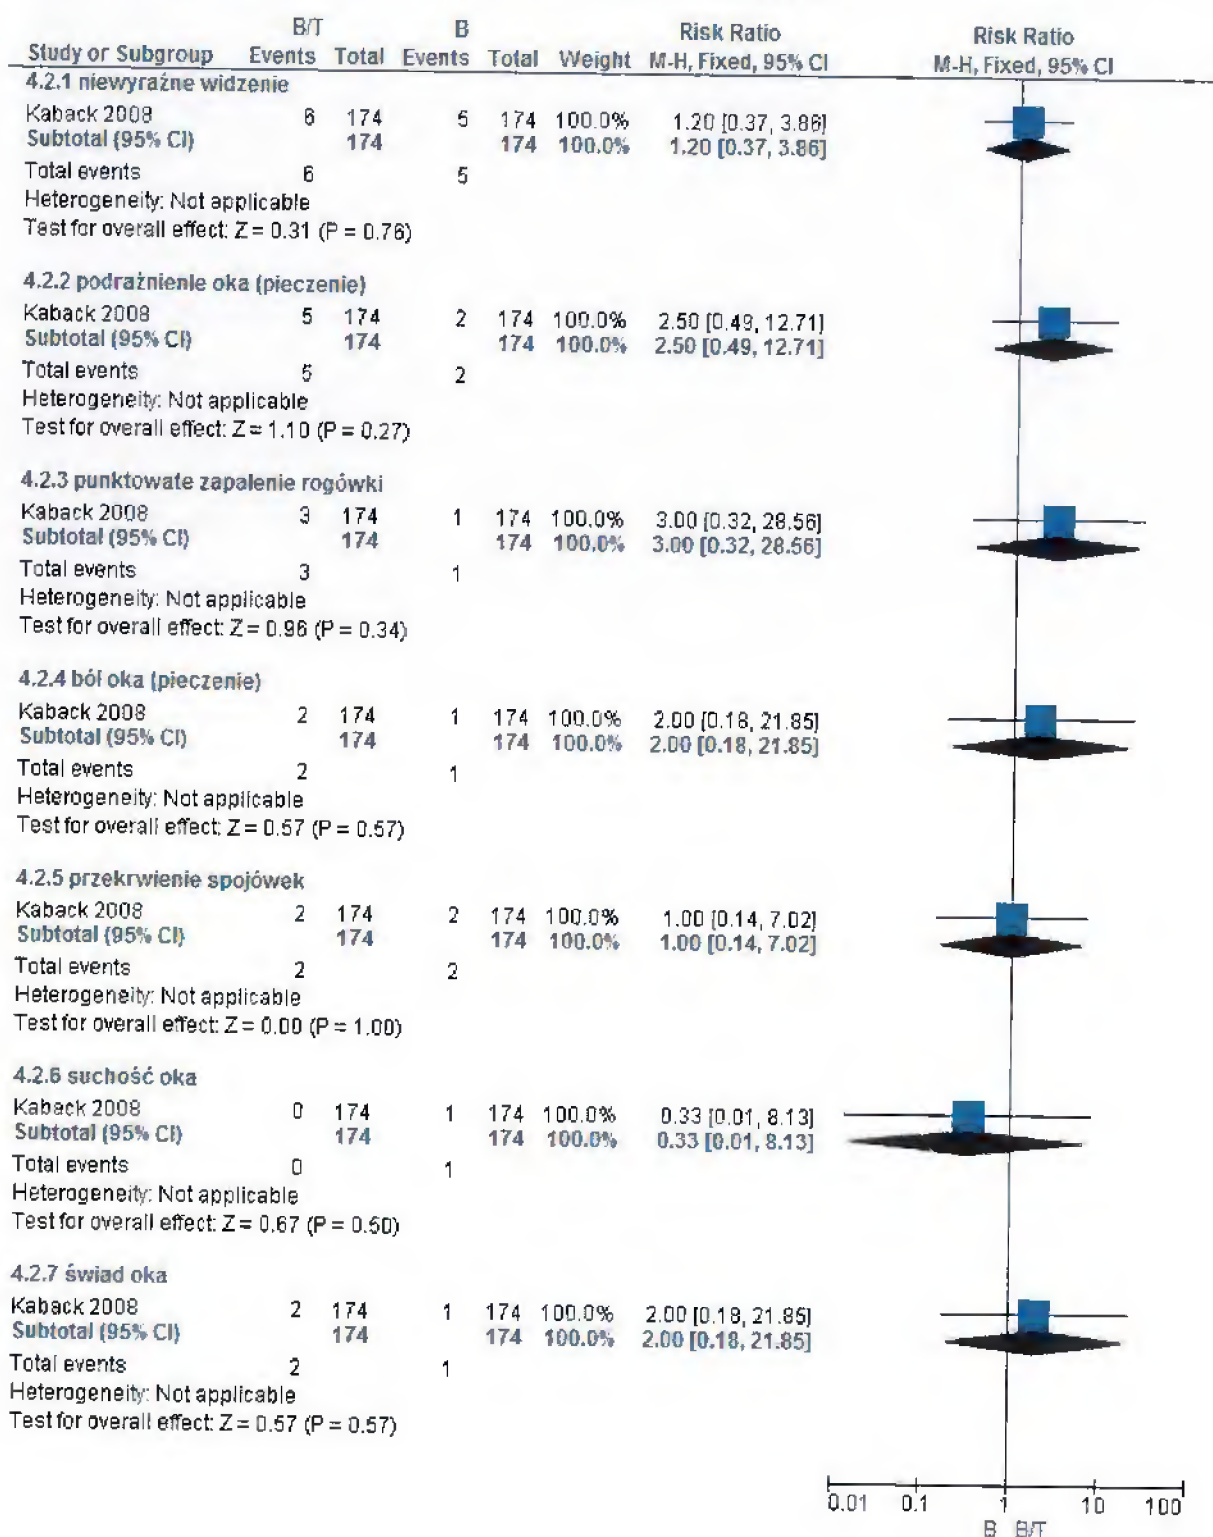 B/T B Risk Ratio Risk Ratio
Study or Subgroup Events Total Events Total Weight M-H, Fixed, 95% CI M-H, Fixed, 95% CI
4.2.1 niewyraźne widzenie
Kaback 2008 6 174 5 174 100.0% 1.20 [0.37, 3.86]
Subtotal (95% CI) 174 174 100.0% 1.20 [0.37, 3.86]
Total events 6 5
Heterogeneity: Not applicable
Test for overall effect: Z = 0.31 (P = 0.76)
4.2.2 podrażnienie oka (pieczenie)
Kaback 2008 5 174 2 174 100.0% 2.50 [0.49, 12.71]
Subtotal (95% CI) 174 174 100.0% 2.50 [0.49, 12.71]
Total events 5 2
Heterogeneity: Not applicable
Test for overall effect: Z = 1.10 (P = 0.27)
4.2.3 punktowate zapalenie rogówki
Kaback 2008 3 174 1 174 100.0% 3.00 [0.32, 28.56]
Subtotal (95% CI) 174 174 100.0% 3.00 [0.32, 28.56]
Total events 3 1
Heterogeneity: Not applicable
Test for overall effect: Z = 0.96 (P = 0.34)
4.2.4 ból oka (pieczenie)
Kaback 2008 2 174 1 174 100.0% 2.00 [0.18, 21.85]
Subtotal (95% CI) 174 174 100.0% 2.00 [0.18, 21.85]
Total events 2 1
Heterogeneity: Not applicable
Test for overall effect: Z = 0.57 (P = 0.57)
4.2.5 przekrwienie spojówek
Kaback 2008 2 174 2 174 100.0% 1.00 [0.14, 7.02]
Subtotal (95% CI) 174 174 100.0% 1.00 [0.14, 7.02]
Total events 2 2
Heterogeneity: Not applicable
Test for overall effect: Z = 0.00 (P = 1.00)
4.2.6 suchość oka
Kaback 2008 0 174 1 174 100.0% 0.33 [0.01, 8.13]
Subtotal (95% CI) 174 174 100.0% 0.33 [0.01, 8.13]
Total events 0 1
Heterogeneity: Not applicable
Test for overall effect: Z = 0.67 (P = 0.50)
4.2.7 świad oka
Kaback 2008 2 174 1 174 100.0% 2.00 [0.18, 21.85]
Subtotal (95% CI) 174 174 100.0% 2.00 [0.18, 21.85]
Total events 2 1
Heterogeneity: Not applicable
Test for overall effect: Z = 0.57 (P = 0.57)
0.01 0.1 1 10 100
B B/T